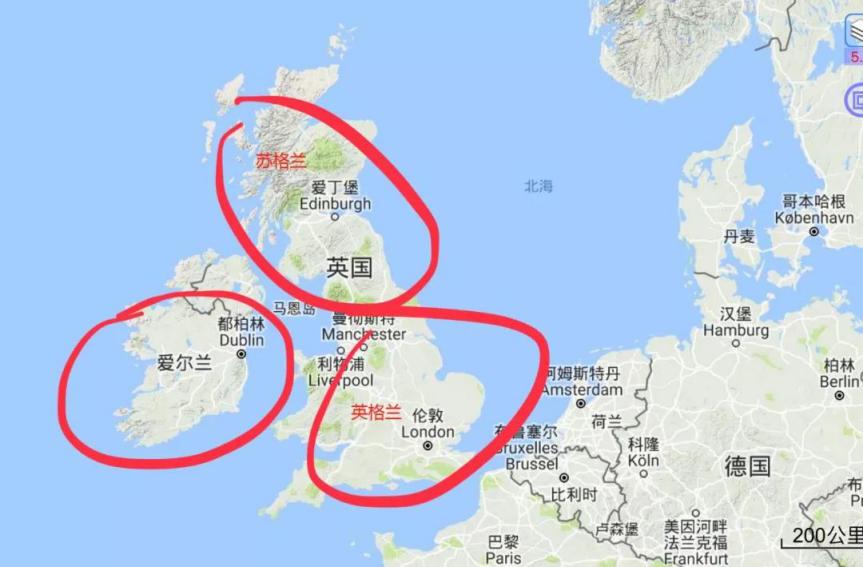 5.
苏格兰
爱丁堡
Edinburgh
北海
哥本哈根
København
丹麦
英国
马恩岛
曼彻斯特
Manchester
都柏林
Dublin
爱尔兰
利物浦
Liverpool
汉堡
Hamburg
阿姆斯特丹
Amsterdam
柏林
Berlin
英格兰
伦敦
London
荷兰
布鲁塞尔
Bruxelles
Brussel
科隆
Köln
德国
比利时
卢森堡
美因河畔
法兰克福
Frankfurt
巴黎
Paris
200公里